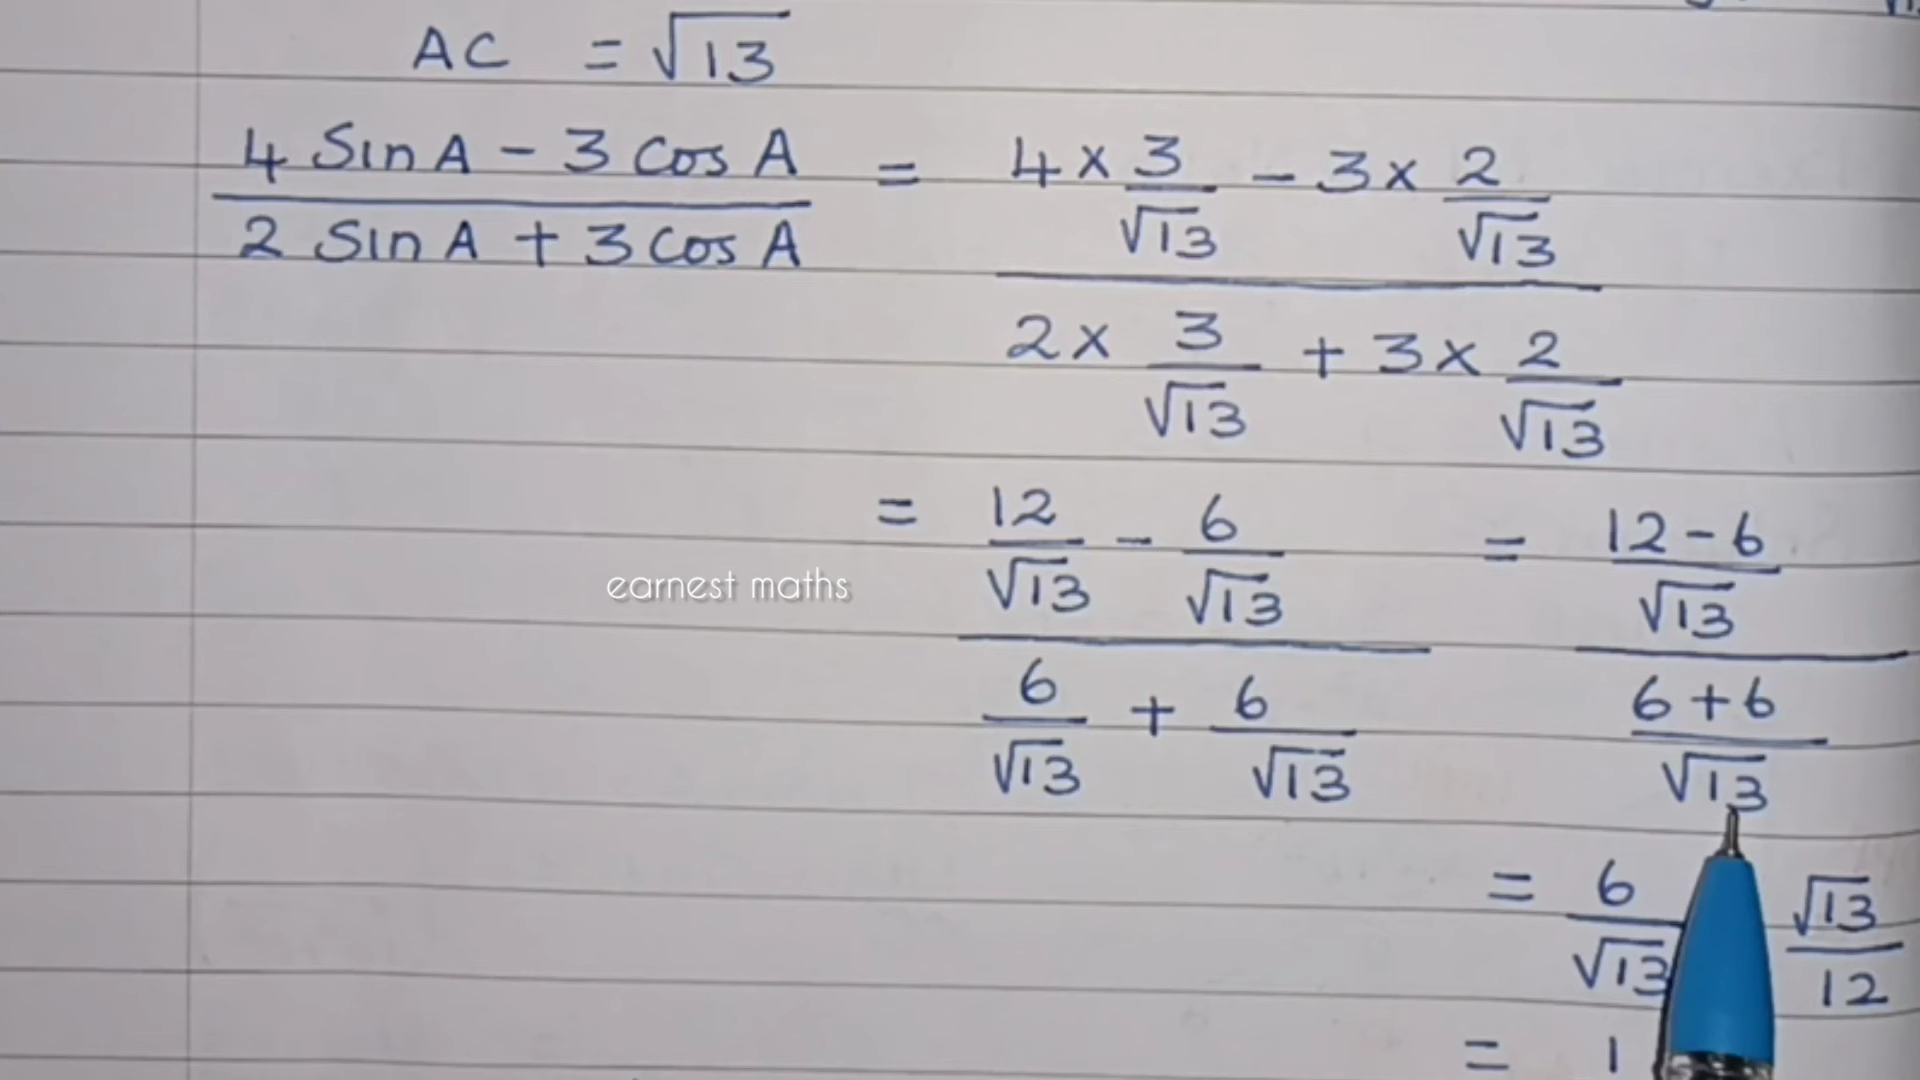 AC = √13
4 Sin A - 3 cos A = 4 × 3 - 3 × 2
√13 √13
2 Sin A + 3 cos A
2 × 3 + 3 × 2
√13 √13
= 12 - 6 = 12 - 6
√13 √13 √13
earnest maths
6 + 6 6 + 6
√13 √13 √13
= 6 √13
√13 12
= 1